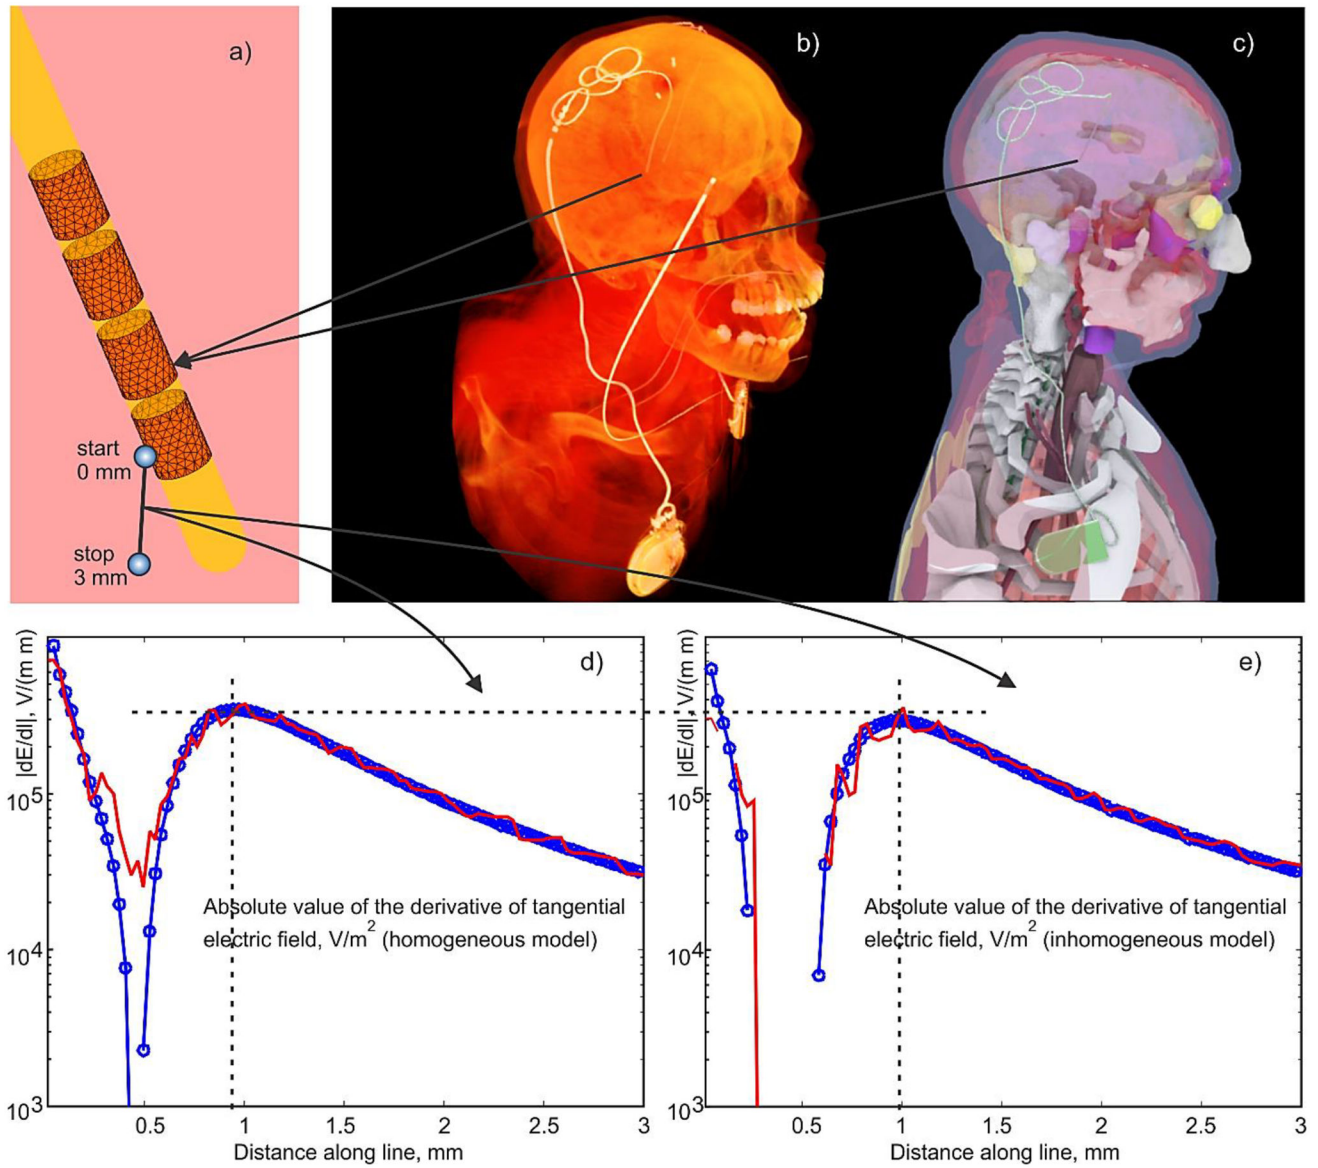 a)
b)
c)
start
0 mm
stop
3 mm
|dE/dl|, V/(m m)
d)
10^5
10^4
10^3
Absolute value of the derivative of tangential
electric field, V/m^2 (homogeneous model)
0.5 1 1.5 2 2.5 3
Distance along line, mm
|dE/dl|, V/(m m)
e)
10^5
10^4
10^3
Absolute value of the derivative of tangential
electric field, V/m^2 (inhomogeneous model)
0.5 1 1.5 2 2.5 3
Distance along line, mm